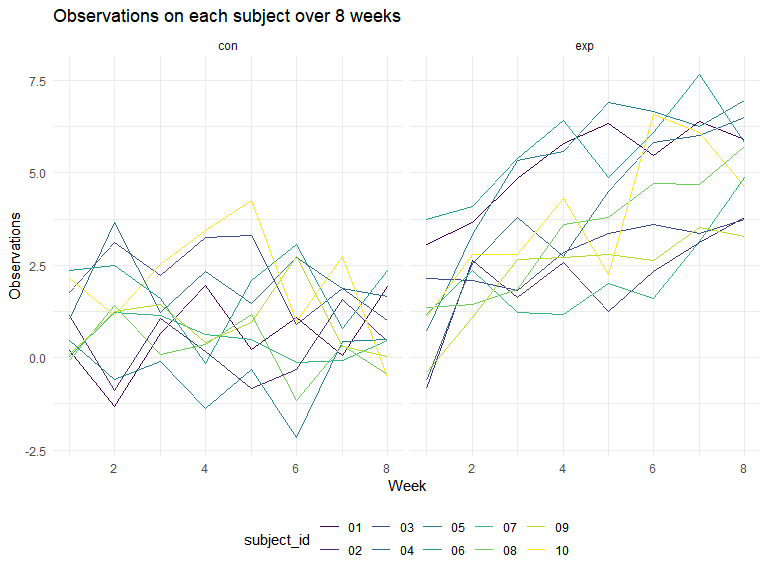 Observations on each subject over 8 weeks
con exp
7.5
5.0
2.5
0.0
-2.5
Observations
2 4 6 8 2 4 6 8
Week
subject_id
01 03 05 07 09
02 04 06 08 10